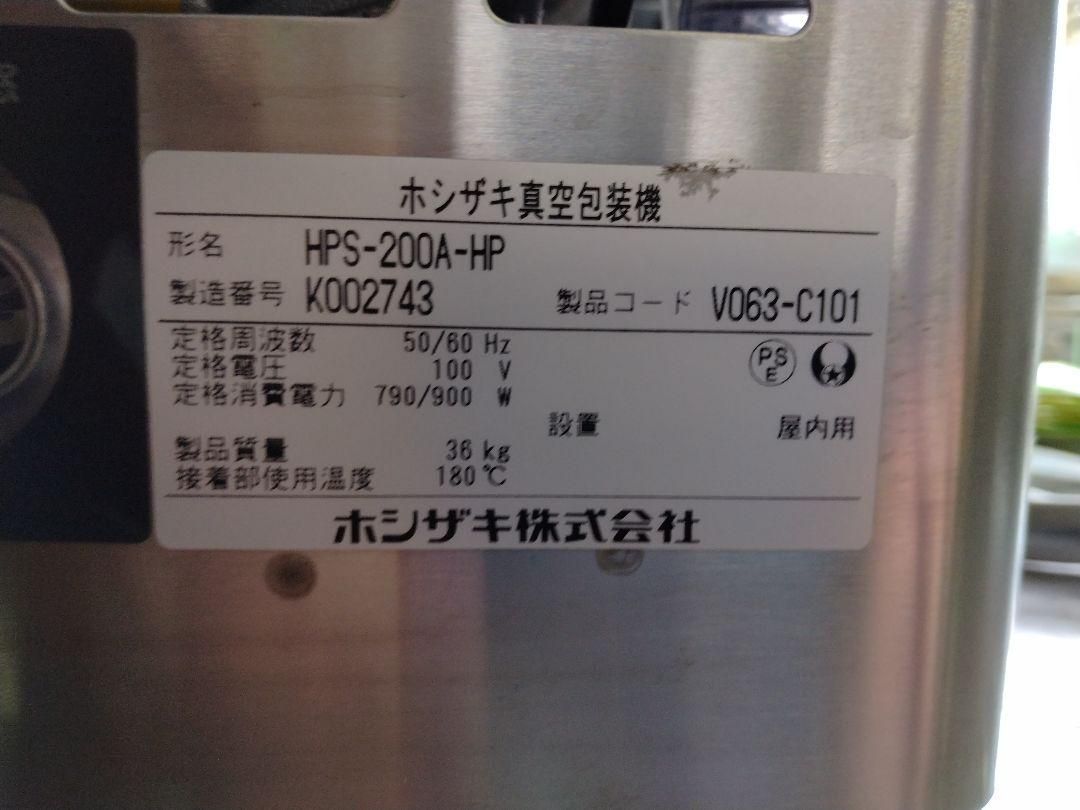 ホシザキ真空包装機
形名 HPS-200A-HP
製造番号 K002743 製品コード V063-C101
定格周波数 50/60 Hz
定格電圧 100 V
定格消費電力 790/900 W
PSE
設置 屋内用
製品質量 36 kg
接着部使用温度 180℃
ホシザキ株式会社